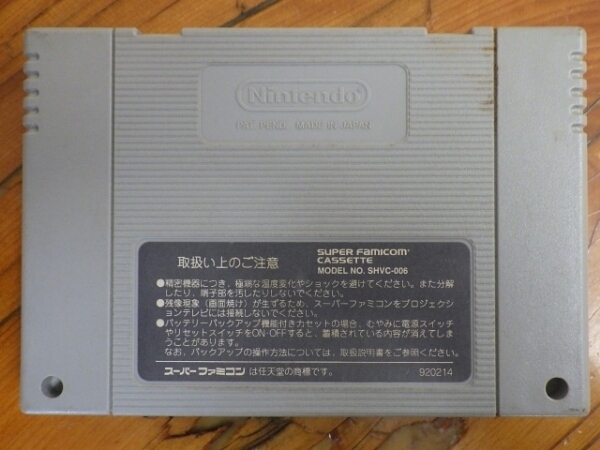 Nintendo
PAT. PEND. MADE IN JAPAN
取扱い上のご注意
SUPER FAMICOM
CASSETTE
MODEL NO. SHVC-006
●精密機器につき、極端な温度変化やショックを避けてください。また分解
したり、端子部を汚したりしないでください。
●残像現象（画面焼け）が生ずるため、スーパーファミコンをプロジェクシ
ョンテレビには接続しないでください。
●バッテリーバックアップ機能付きカセットの場合、むやみに電源スイッチ
やリセットスイッチをON・OFFすると、蓄積されている内容が消えてしま
うことがあります。
なお、バックアップの操作方法については、取扱説明書をご参照ください。
スーパーファミコンは任天堂の商標です。
920214